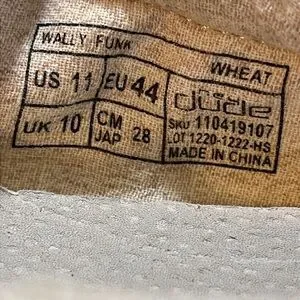 WALLY FUNK WHEAT
US 11 EU 44 dude
SKU 110419107
UK 10 CM JAP 28 LOT 1220-1222-HS
MADE IN CHINA